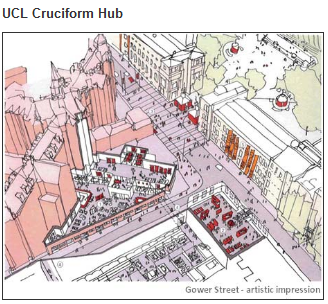 UCL Cruciform Hub
Gower Street - artistic impression